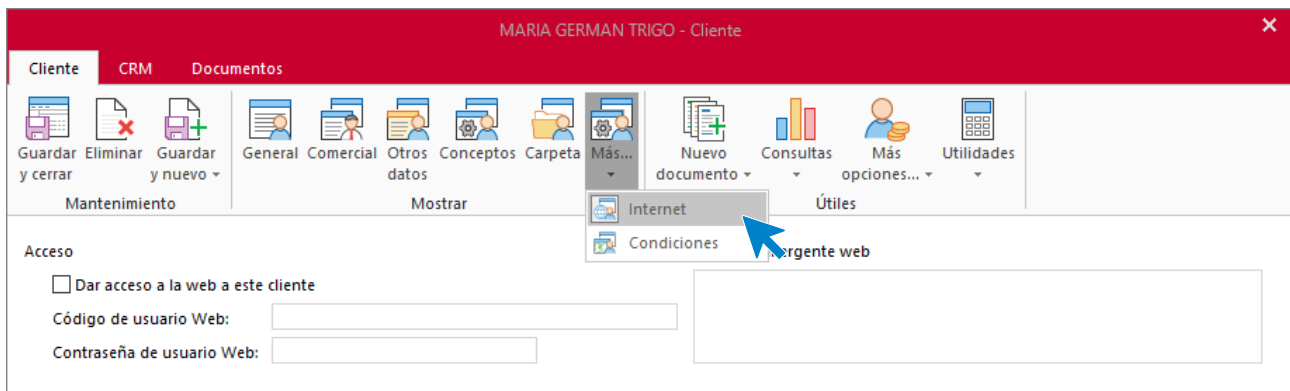 MARIA GERMAN TRIGO - Cliente
Cliente CRM Documentos
Guardar y cerrar
Eliminar
Guardar y nuevo
General
Comercial
Otros datos
Conceptos
Carpeta
Más...
Nuevo documento
Consultas
Más opciones...
Utilidades
Mantenimiento
Mostrar
Útiles
Internet
Condiciones
Acceso
Dar acceso a la web a este cliente
Código de usuario Web:
Contraseña de usuario Web:
web